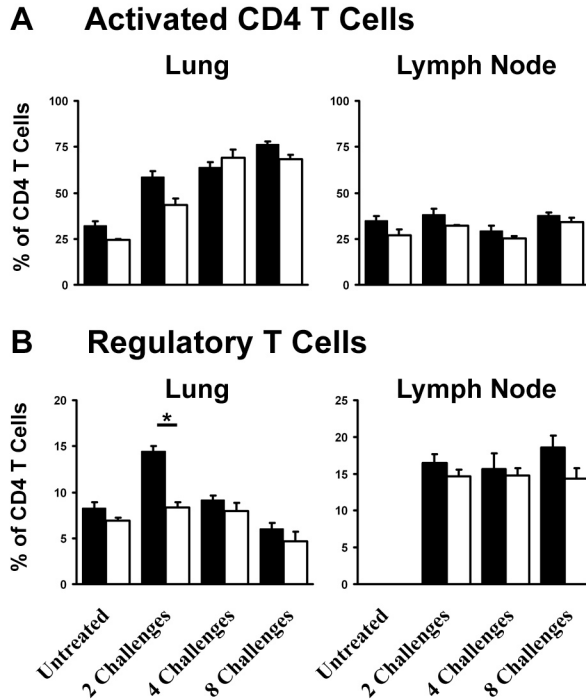 A Activated CD4 T Cells
Lung Lymph Node
% of CD4 T Cells
100
75
50
25
0
100
75
50
25
0
B Regulatory T Cells
Lung Lymph Node
% of CD4 T Cells
20
15
10
5
0
*
25
20
15
10
5
0
Untreated
2 Challenges
4 Challenges
8 Challenges
Untreated
2 Challenges
4 Challenges
8 Challenges